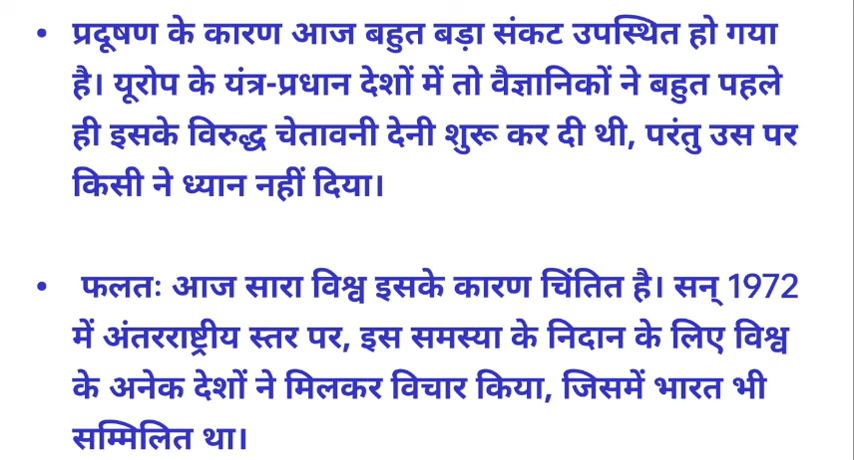 • प्रदूषण के कारण आज बहुत बड़ा संकट उपस्थित हो गया
है। यूरोप के यंत्र-प्रधान देशों में तो वैज्ञानिकों ने बहुत पहले
ही इसके विरुद्ध चेतावनी देनी शुरू कर दी थी, परंतु उस पर
किसी ने ध्यान नहीं दिया।
• फलतः आज सारा विश्व इसके कारण चिंतित है। सन् 1972
में अंतरराष्ट्रीय स्तर पर, इस समस्या के निदान के लिए विश्व
के अनेक देशों ने मिलकर विचार किया, जिसमें भारत भी
सम्मिलित था।